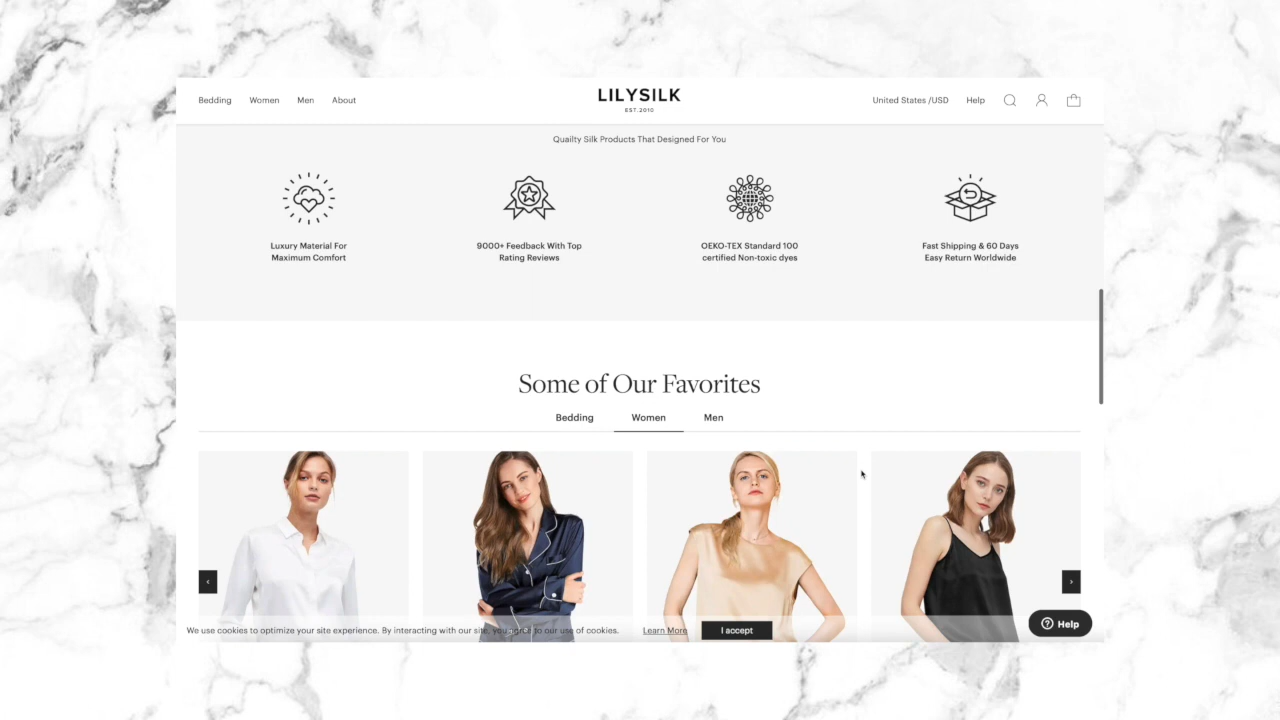 Bedding Women Men About
LILYSILK
EST.2010
United States /USD Help
Quailty Silk Products That Designed For You
Luxury Material For
Maximum Comfort
9000+ Feedback With Top
Rating Reviews
OEKO-TEX Standard 100
certified Non-toxic dyes
Fast Shipping & 60 Days
Easy Return Worldwide
Some of Our Favorites
Bedding Women Men
We use cookies to optimize your site experience. By interacting with our site, you agree to our use of cookies. Learn More I accept
Help